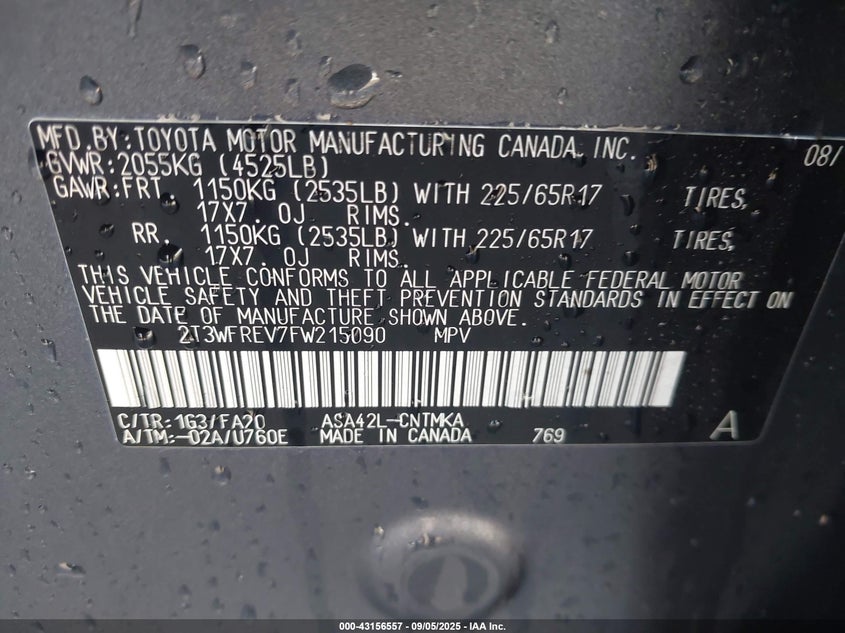 MFD.BY:TOYOTA MOTOR MANUFACTURING CANADA, INC. 08/
GVWR:2055KG (4525LB)
GAWR:FRT. 1150KG (2535LB) WITH 225/65R17 TIRES,
17X7. 0J RIMS.
RR. 1150KG (2535LB) WITH 225/65R17 TIRES,
17X7. 0J RIMS.
THIS VEHICLE CONFORMS TO ALL APPLICABLE FEDERAL MOTOR
VEHICLE SAFETY AND THEFT PREVENTION STANDARDS IN EFFECT ON
THE DATE OF MANUFACTURE SHOWN ABOVE.
2T3WFREV7FW215090 MPV
C/TR:1G3/FA20 ASA42L-CNTMKA
A/TM:-02A/U760E MADE IN CANADA 769 A
000-43156557 - 09/05/2025 - IAA Inc.